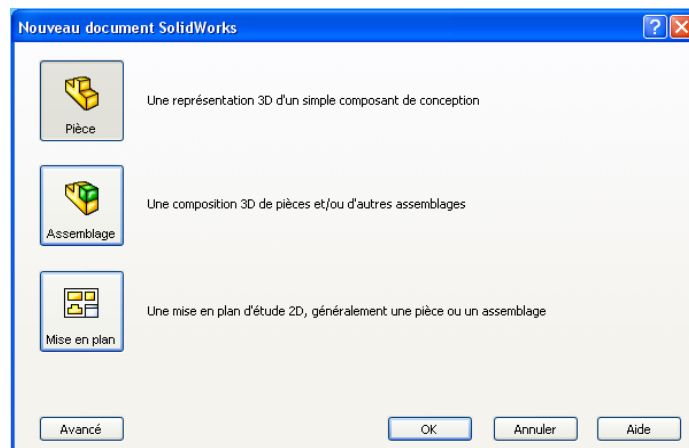 Nouveau document SolidWorks
Pièce
Une représentation 3D d'un simple composant de conception
Assemblage
Une composition 3D de pièces et/ou d'autres assemblages
Mise en plan
Une mise en plan d'étude 2D, généralement une pièce ou un assemblage
Avancé
OK
Annuler
Aide